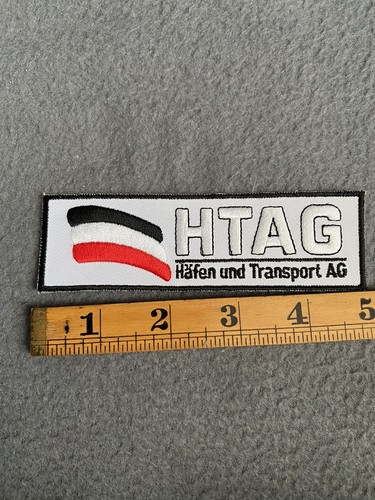 HTAG
Häfen und Transport AG
1 2 3 4 5